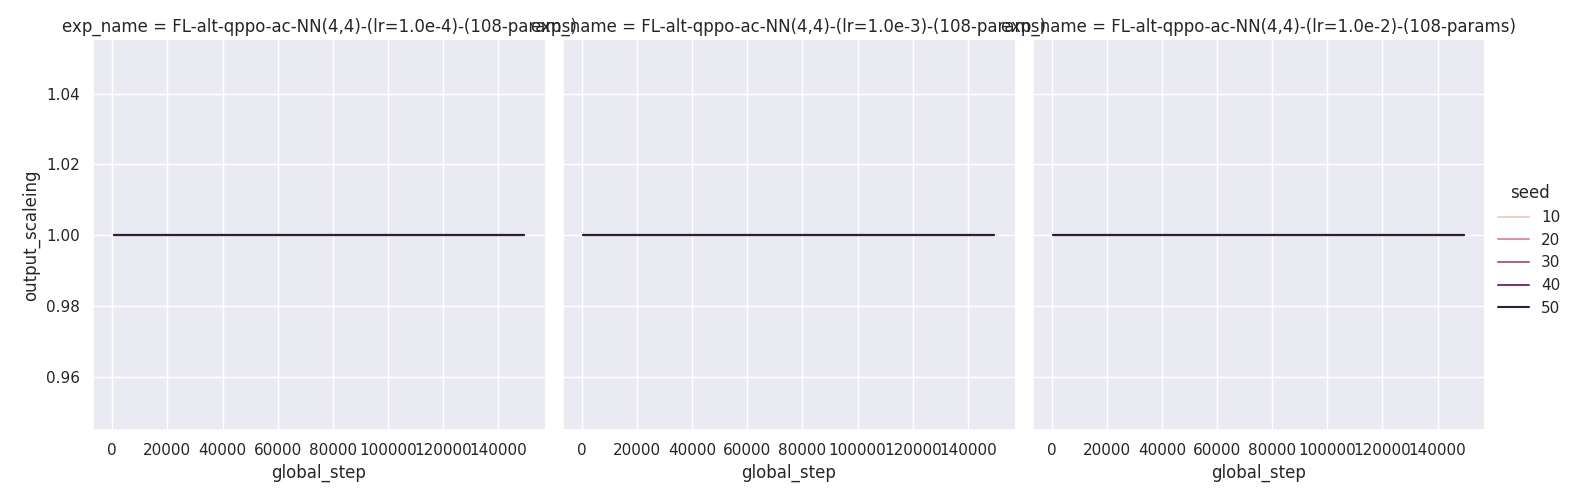 exp_name = FL-alt-qppo-ac-NN(4,4)-(lr=1.0e-4)-(108-params)
exp_name = FL-alt-qppo-ac-NN(4,4)-(lr=1.0e-3)-(108-params)
exp_name = FL-alt-qppo-ac-NN(4,4)-(lr=1.0e-2)-(108-params)
output_scaleing
1.04
1.02
1.00
0.98
0.96
0 20000 40000 60000 80000 100000 120000 140000
0 20000 40000 60000 80000 100000 120000 140000
0 20000 40000 60000 80000 100000 120000 140000
global_step
global_step
global_step
seed
10
20
30
40
50